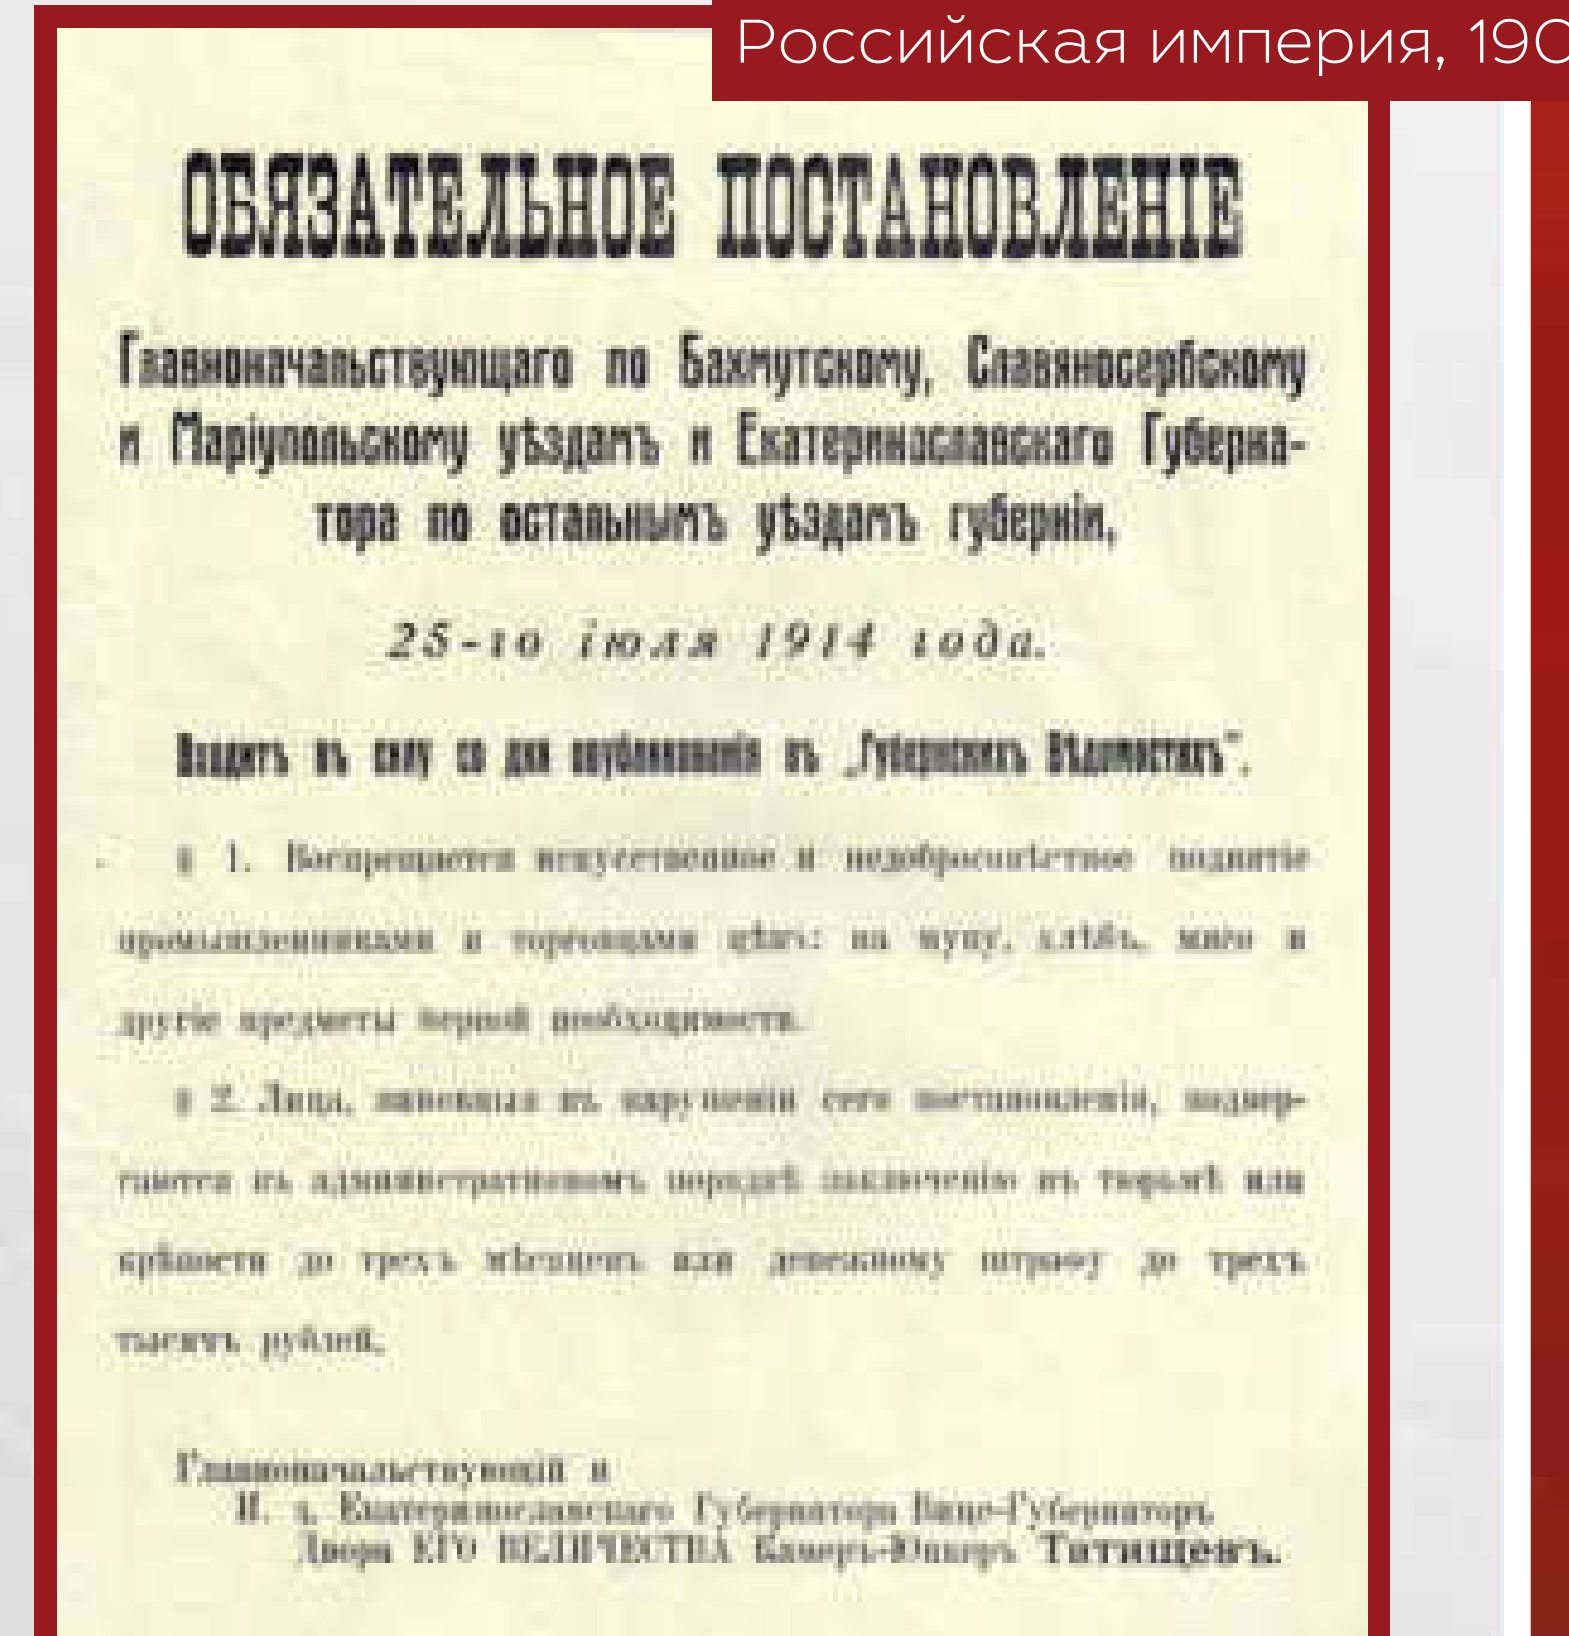 Российская империя, 190
ОБЯЗАТЕЛЬНОЕ ПОСТАНОВЛЕНІЕ
Главноначальствующаго по Бахмутскому, Славяносербскому
и Маріупольскому уѣздамъ и Екатеринославскаго Губерна-
тора по остальнымъ уѣздамъ губерніи,
25-го іюля 1914 года.
Входитъ въ силу со дня опубликованія въ „Губернскихъ Вѣдомостяхъ".
§ 1. Воспрещается искусственное и недобросовѣстное поднятіе
промышленниками и торговцами цѣнъ: на муку, хлѣбъ, мясо и
другіе предметы первой необходимости.
§ 2. Лица, виновныя въ нарушеніи сего постановленія, подвер-
гаются въ административномъ порядкѣ заключенію въ тюрьмѣ или
крѣпости до трехъ мѣсяцевъ или денежному штрафу до трехъ
тысячъ рублей.
Главноначальствующій и
И. д. Екатеринославскаго Губернатора Вице-Губернаторъ
Двора ЕГО ВЕЛИЧЕСТВА Камеръ-Юнкеръ Татищевъ.